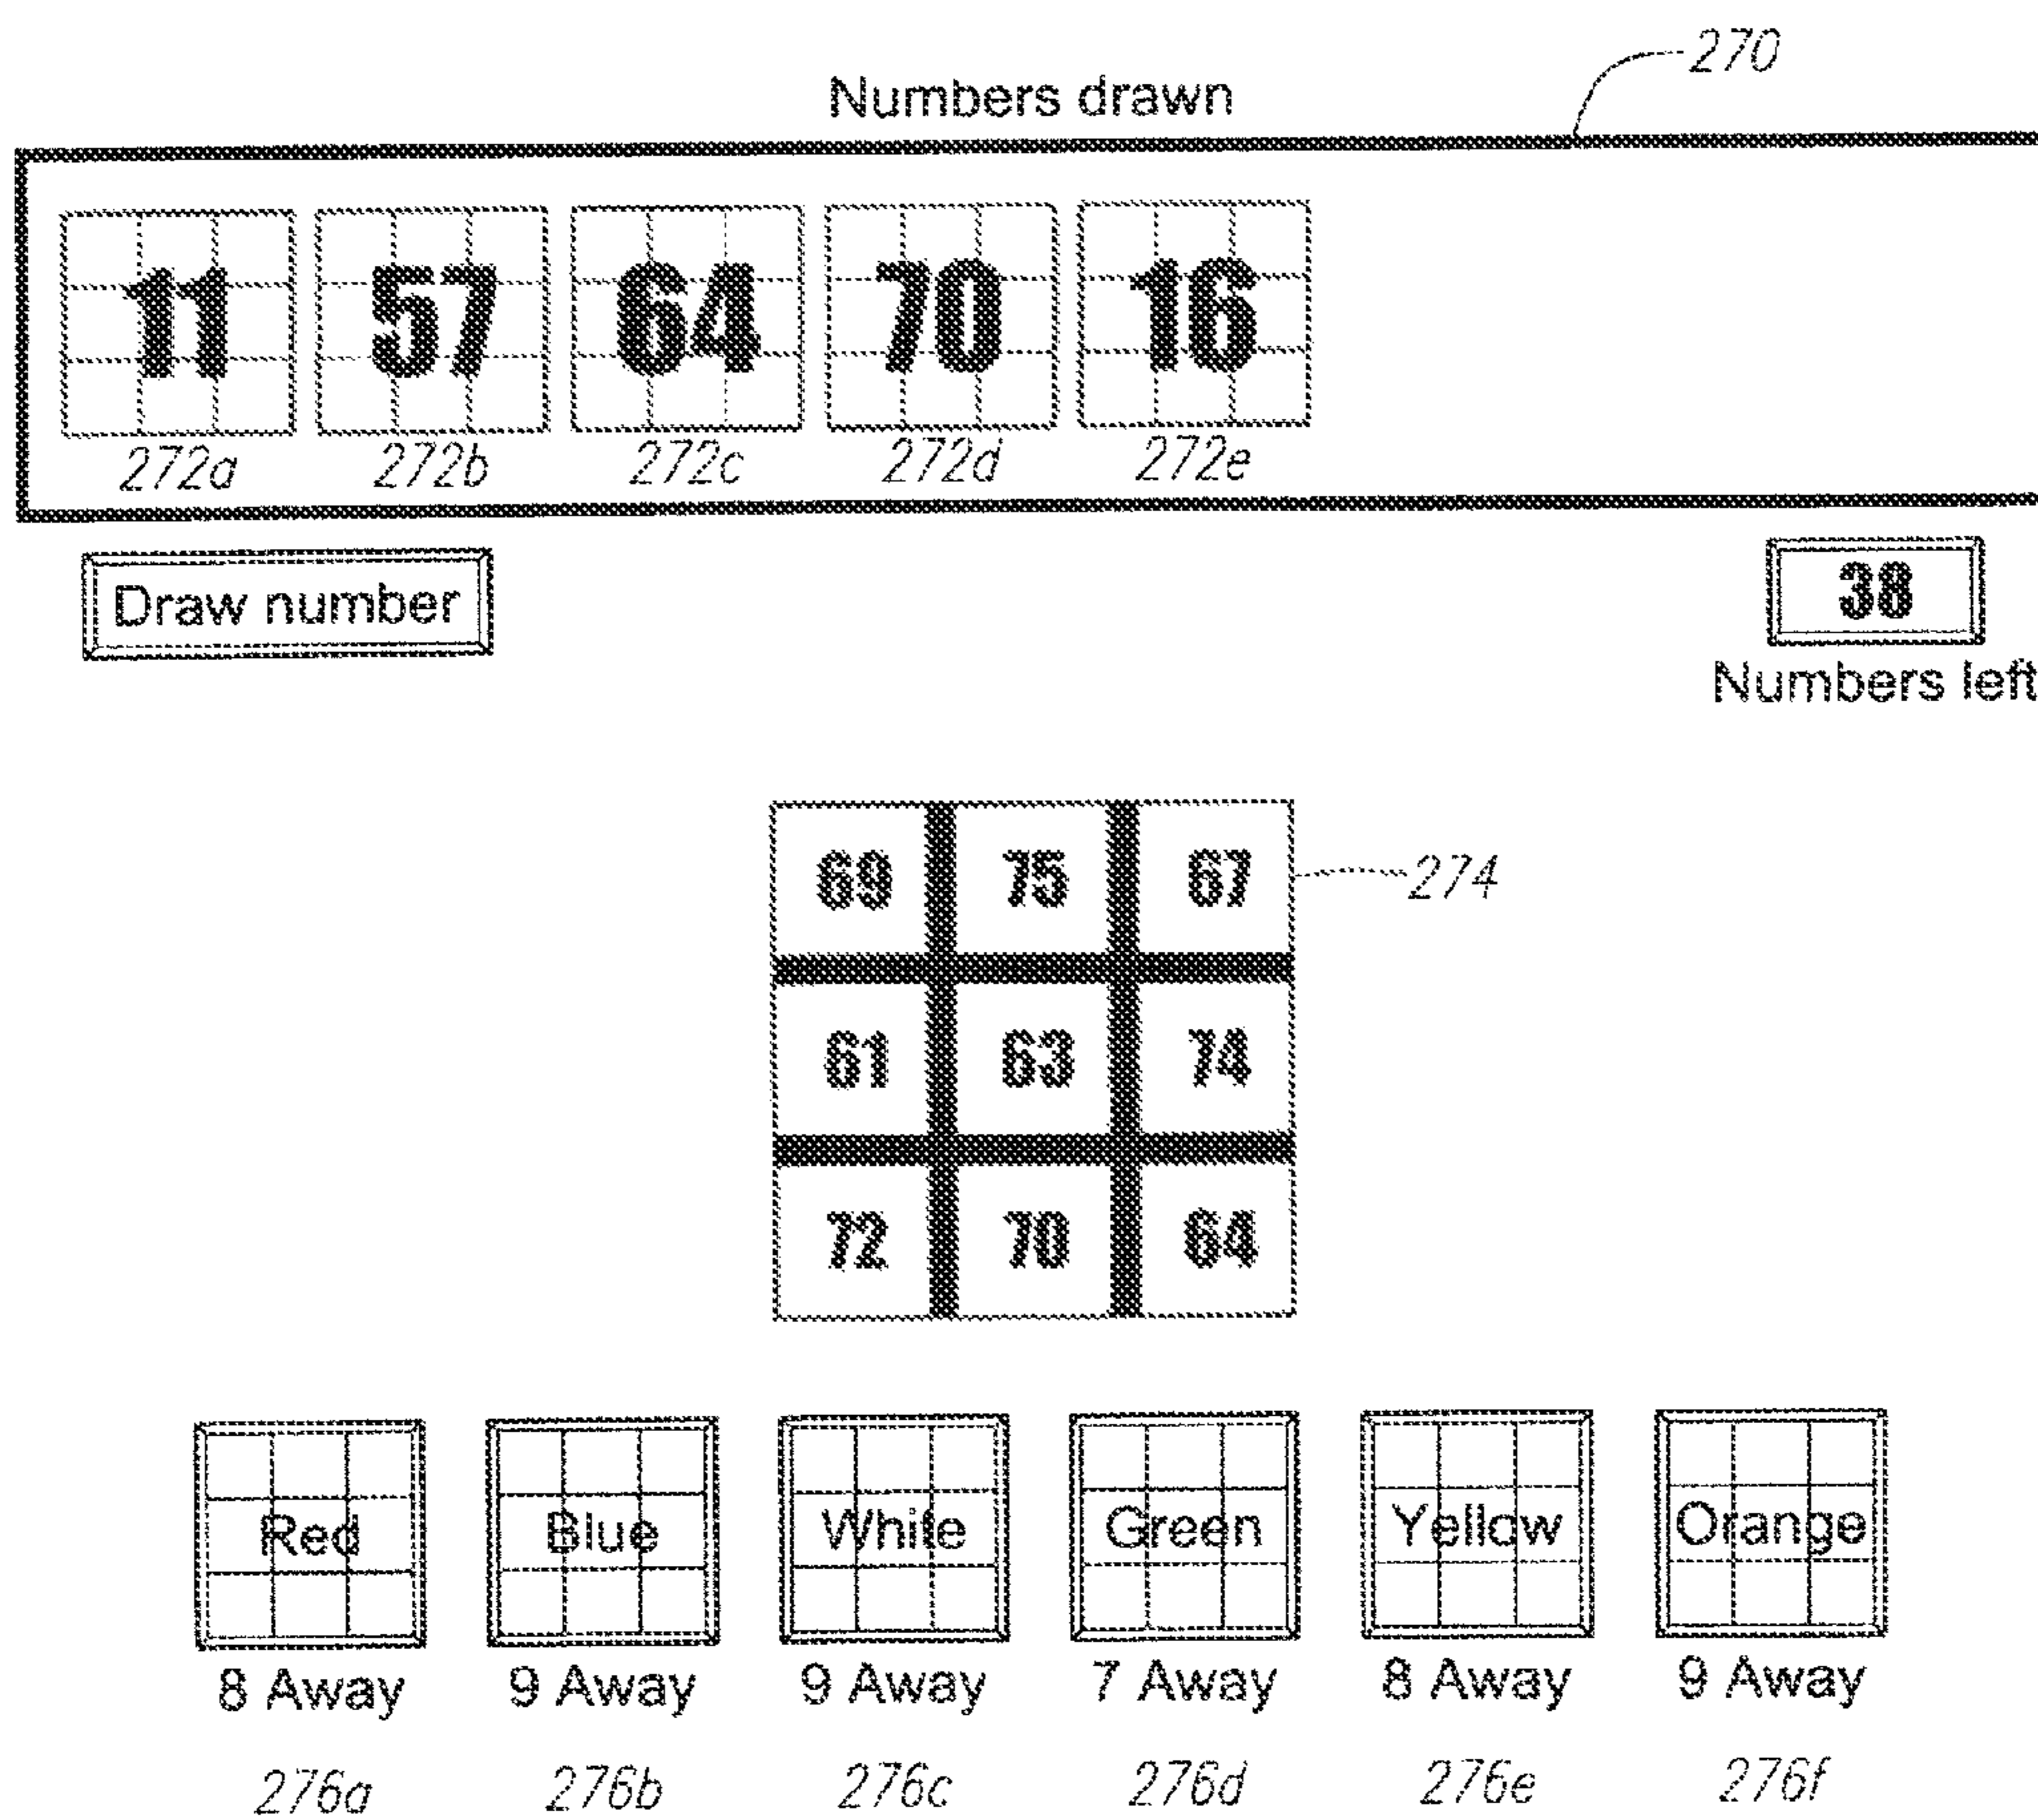 270
Numbers drawn
11 57 64 70 16
272a 272b 272c 272d 272e
Draw number
38
Numbers left
69 75 67
274
61 63 74
72 70 64
Red Blue White Green Yellow Orange
8 Away 9 Away 9 Away 7 Away 8 Away 9 Away
276a 276b 276c 276d 276e 276f